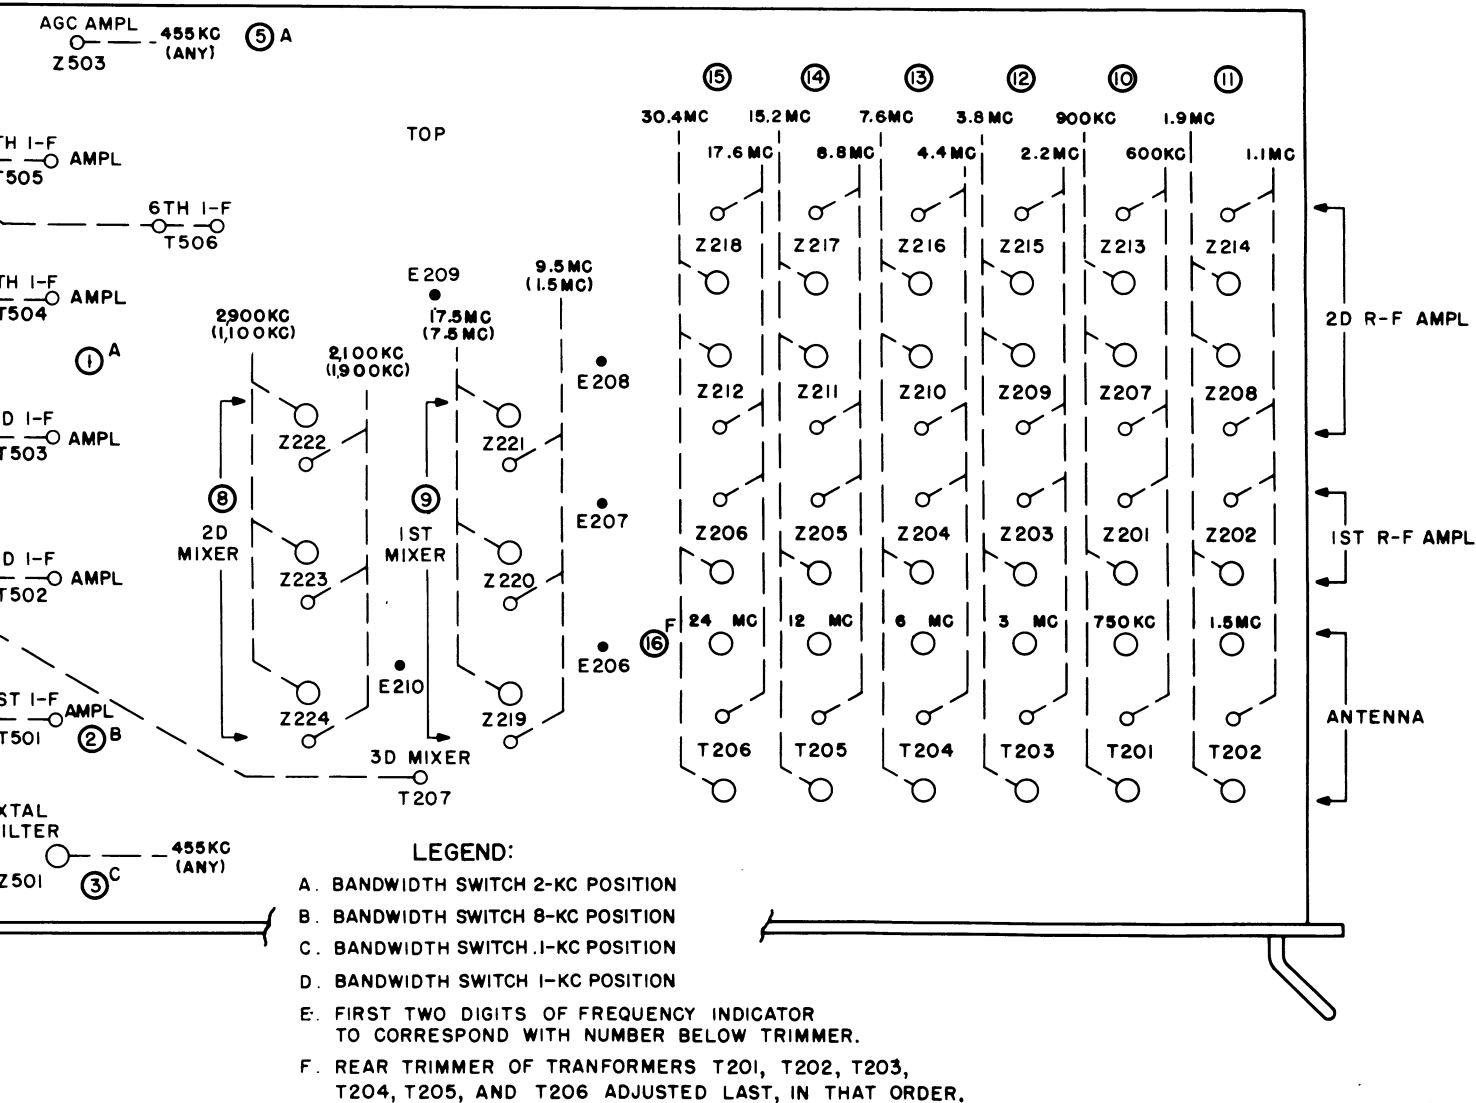 AGC AMPL
455KC
(ANY)
5 A
Z503
15
14
13
12
10
11
30.4MC
15.2MC
7.6MC
3.8MC
900KC
1.9MC
17.6MC
8.8MC
4.4MC
2.2MC
600KC
1.1MC
TOP
TH I-F
AMPL
T505
6TH I-F
T506
Z218
Z217
Z216
Z215
Z213
Z214
TH I-F
AMPL
T504
E209
9.5MC
(1.5MC)
2,900KC
(1,100KC)
17.5MC
(7.5MC)
2D R-F AMPL
1 A
2,100KC
(1,900KC)
E208
Z212
Z211
Z210
Z209
Z207
Z208
D I-F
AMPL
T503
Z222
Z221
8
2D
MIXER
9
1ST
MIXER
E207
Z206
Z205
Z204
Z203
Z201
Z202
1ST R-F AMPL
D I-F
AMPL
T502
Z223
Z220
16 F
24 MC
12 MC
6 MC
3 MC
750KC
1.5MC
E206
E210
ST I-F
AMPL
T501
2 B
Z224
Z219
ANTENNA
T206
T205
T204
T203
T201
T202
3D MIXER
T207
XTAL
ILTER
455KC
(ANY)
Z501
3 C
LEGEND:
A. BANDWIDTH SWITCH 2-KC POSITION
B. BANDWIDTH SWITCH 8-KC POSITION
C. BANDWIDTH SWITCH .1-KC POSITION
D. BANDWIDTH SWITCH 1-KC POSITION
E. FIRST TWO DIGITS OF FREQUENCY INDICATOR
TO CORRESPOND WITH NUMBER BELOW TRIMMER.
F. REAR TRIMMER OF TRANFORMERS T201, T202, T203,
T204, T205, AND T206 ADJUSTED LAST, IN THAT ORDER.